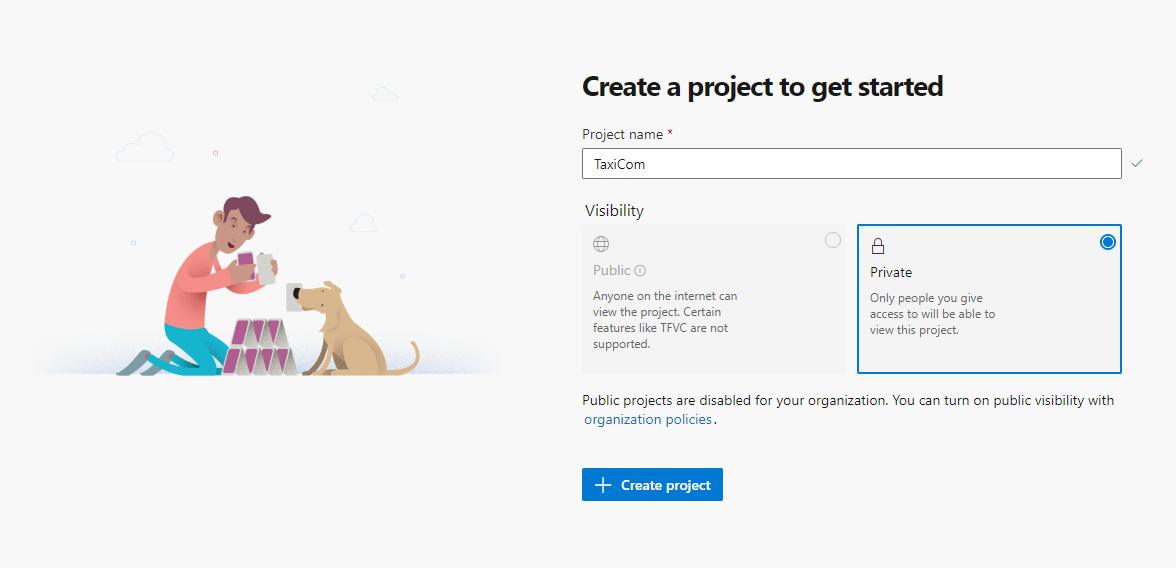 Create a project to get started
Project name *
TaxiCom
Visibility
Public
Anyone on the internet can
view the project. Certain
features like TFVC are not
supported.
Private
Only people you give
access to will be able to
view this project.
Public projects are disabled for your organization. You can turn on public visibility with
organization policies.
Create project